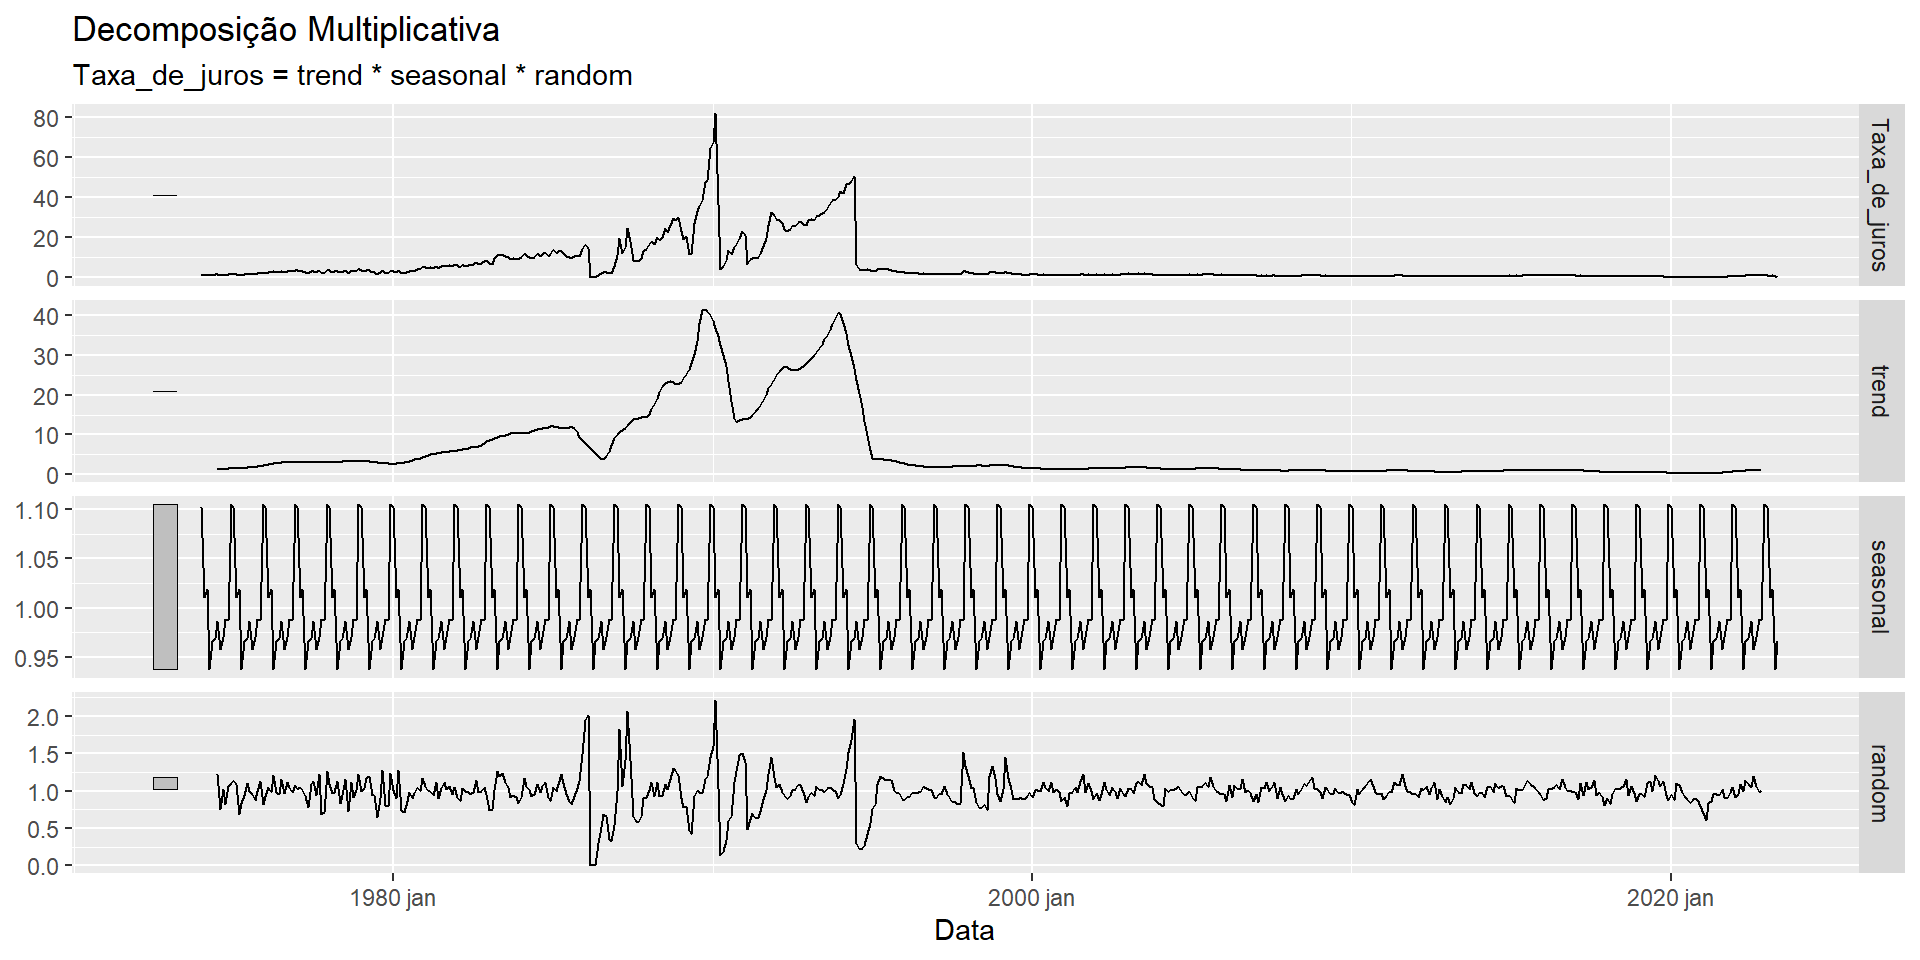 Decomposição Multiplicativa
Taxa_de_juros = trend * seasonal * random
80
60
40
20
0
Taxa_de_juros
40
30
20
10
0
trend
1.10
1.05
1.00
0.95
seasonal
2.0
1.5
1.0
0.5
0.0
random
1980 jan
2000 jan
2020 jan
Data